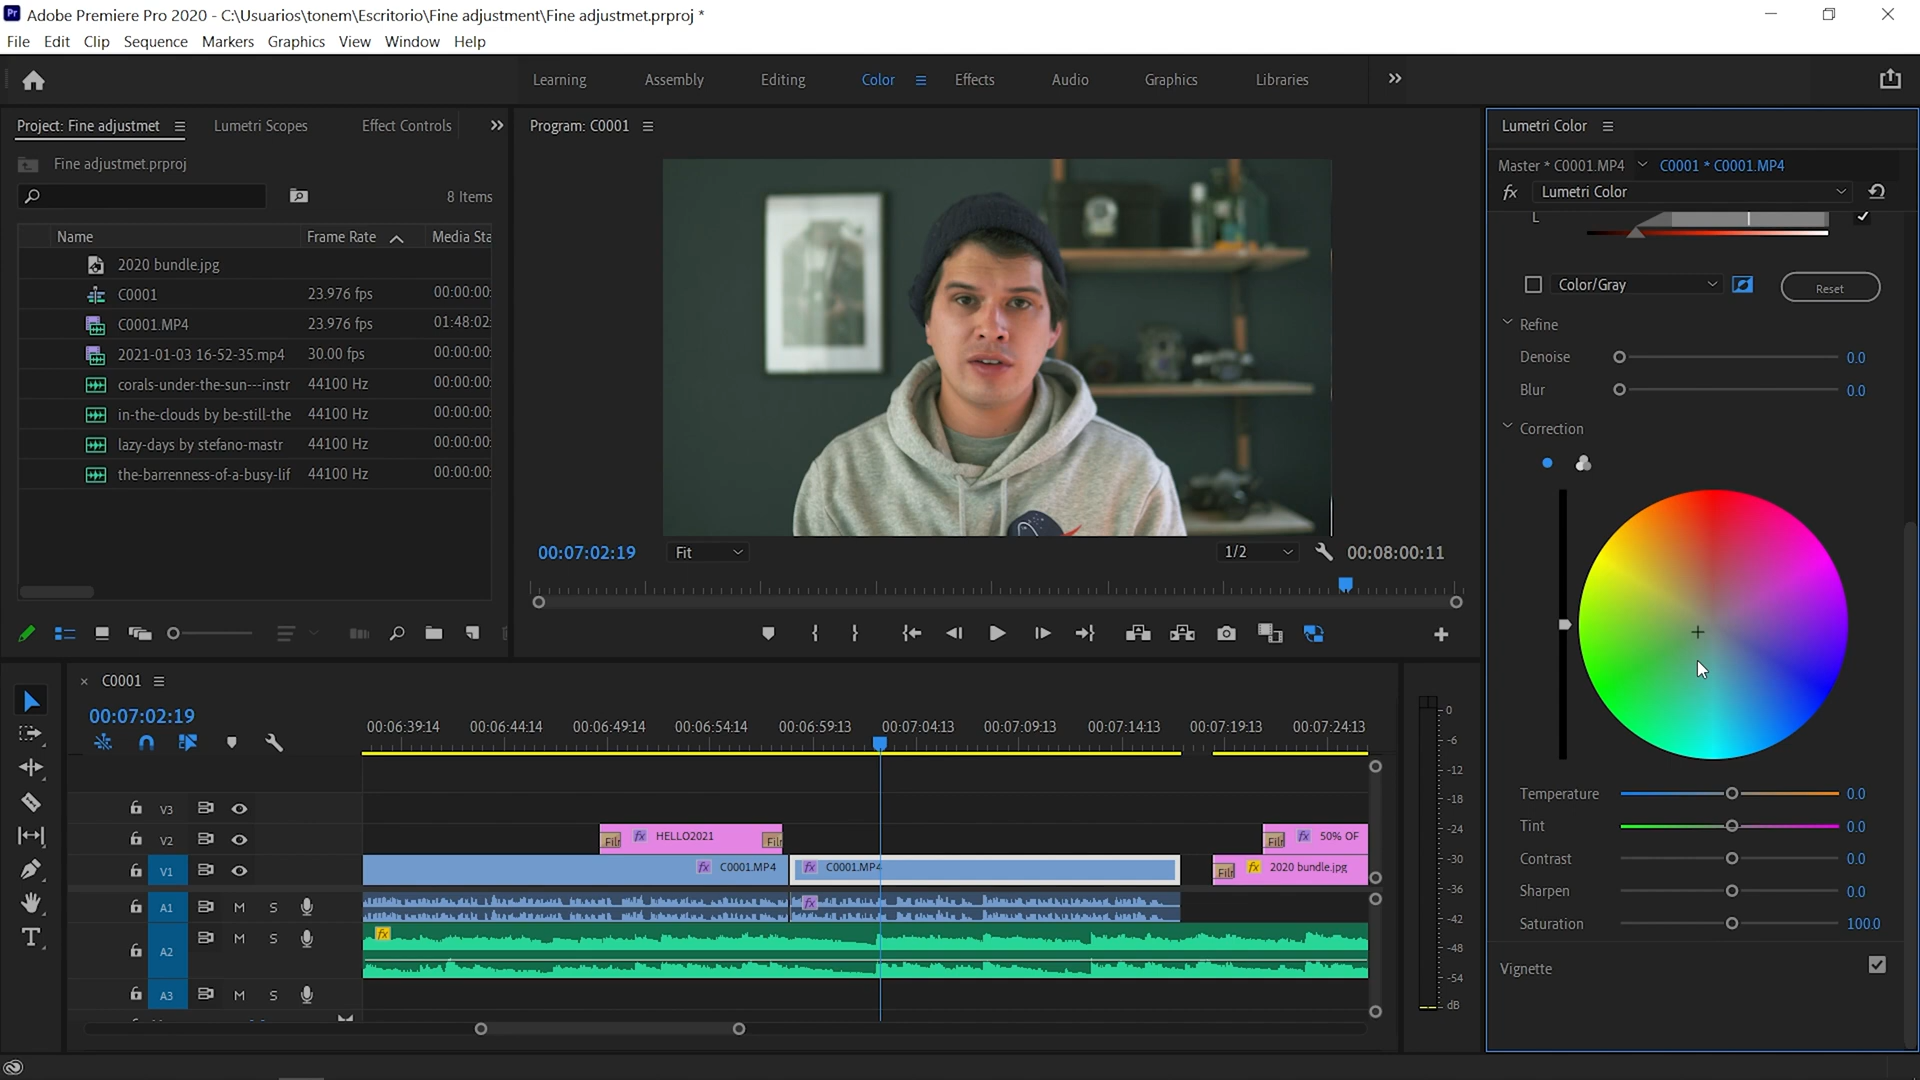 Adobe Premiere Pro 2020 - C:\Usuarios\tonem\Escritorio\Fine adjustment\Fine adjustmet.prproj *
File Edit Clip Sequence Markers Graphics View Window Help
Learning Assembly Editing Color Effects Audio Graphics Libraries
Project: Fine adjustmet Lumetri Scopes Effect Controls
Program: C0001
Lumetri Color
Fine adjustmet.prproj
Master * C0001.MP4 C0001 * C0001.MP4
fx Lumetri Color
8 Items
L
Name Frame Rate Media Sta
2020 bundle.jpg
C0001 23.976 fps 00:00:00:
C0001.MP4 23.976 fps 01:48:02:
2021-01-03 16-52-35.mp4 30.00 fps 00:00:00:
corals-under-the-sun---instr 44100 Hz 00:00:00:
in-the-clouds by be-still-the 44100 Hz 00:00:00:
lazy-days by stefano-mastr 44100 Hz 00:00:00:
the-barrenness-of-a-busy-lif 44100 Hz 00:00:00:
Color/Gray Reset
Refine
Denoise 0.0
Blur 0.0
Correction
00:07:02:19 Fit 1/2 00:08:00:11
Temperature 0.0
Tint 0.0
Contrast 0.0
Sharpen 0.0
Saturation 100.0
Vignette
C0001
00:07:02:19
00:06:39:14 00:06:44:14 00:06:49:14 00:06:54:14 00:06:59:13 00:07:04:13 00:07:09:13 00:07:14:13 00:07:19:13 00:07:24:13
V3
V2 Filr fx HELLO2021 Filr Filr fx 50% OF
V1 fx C0001.MP4 fx C0001.MP4 Filr fx 2020 bundle.jpg
A1 M S fx
A2 M S fx
A3 M S
0
-6
-12
-18
-24
-30
-36
-42
-48
-54
dB